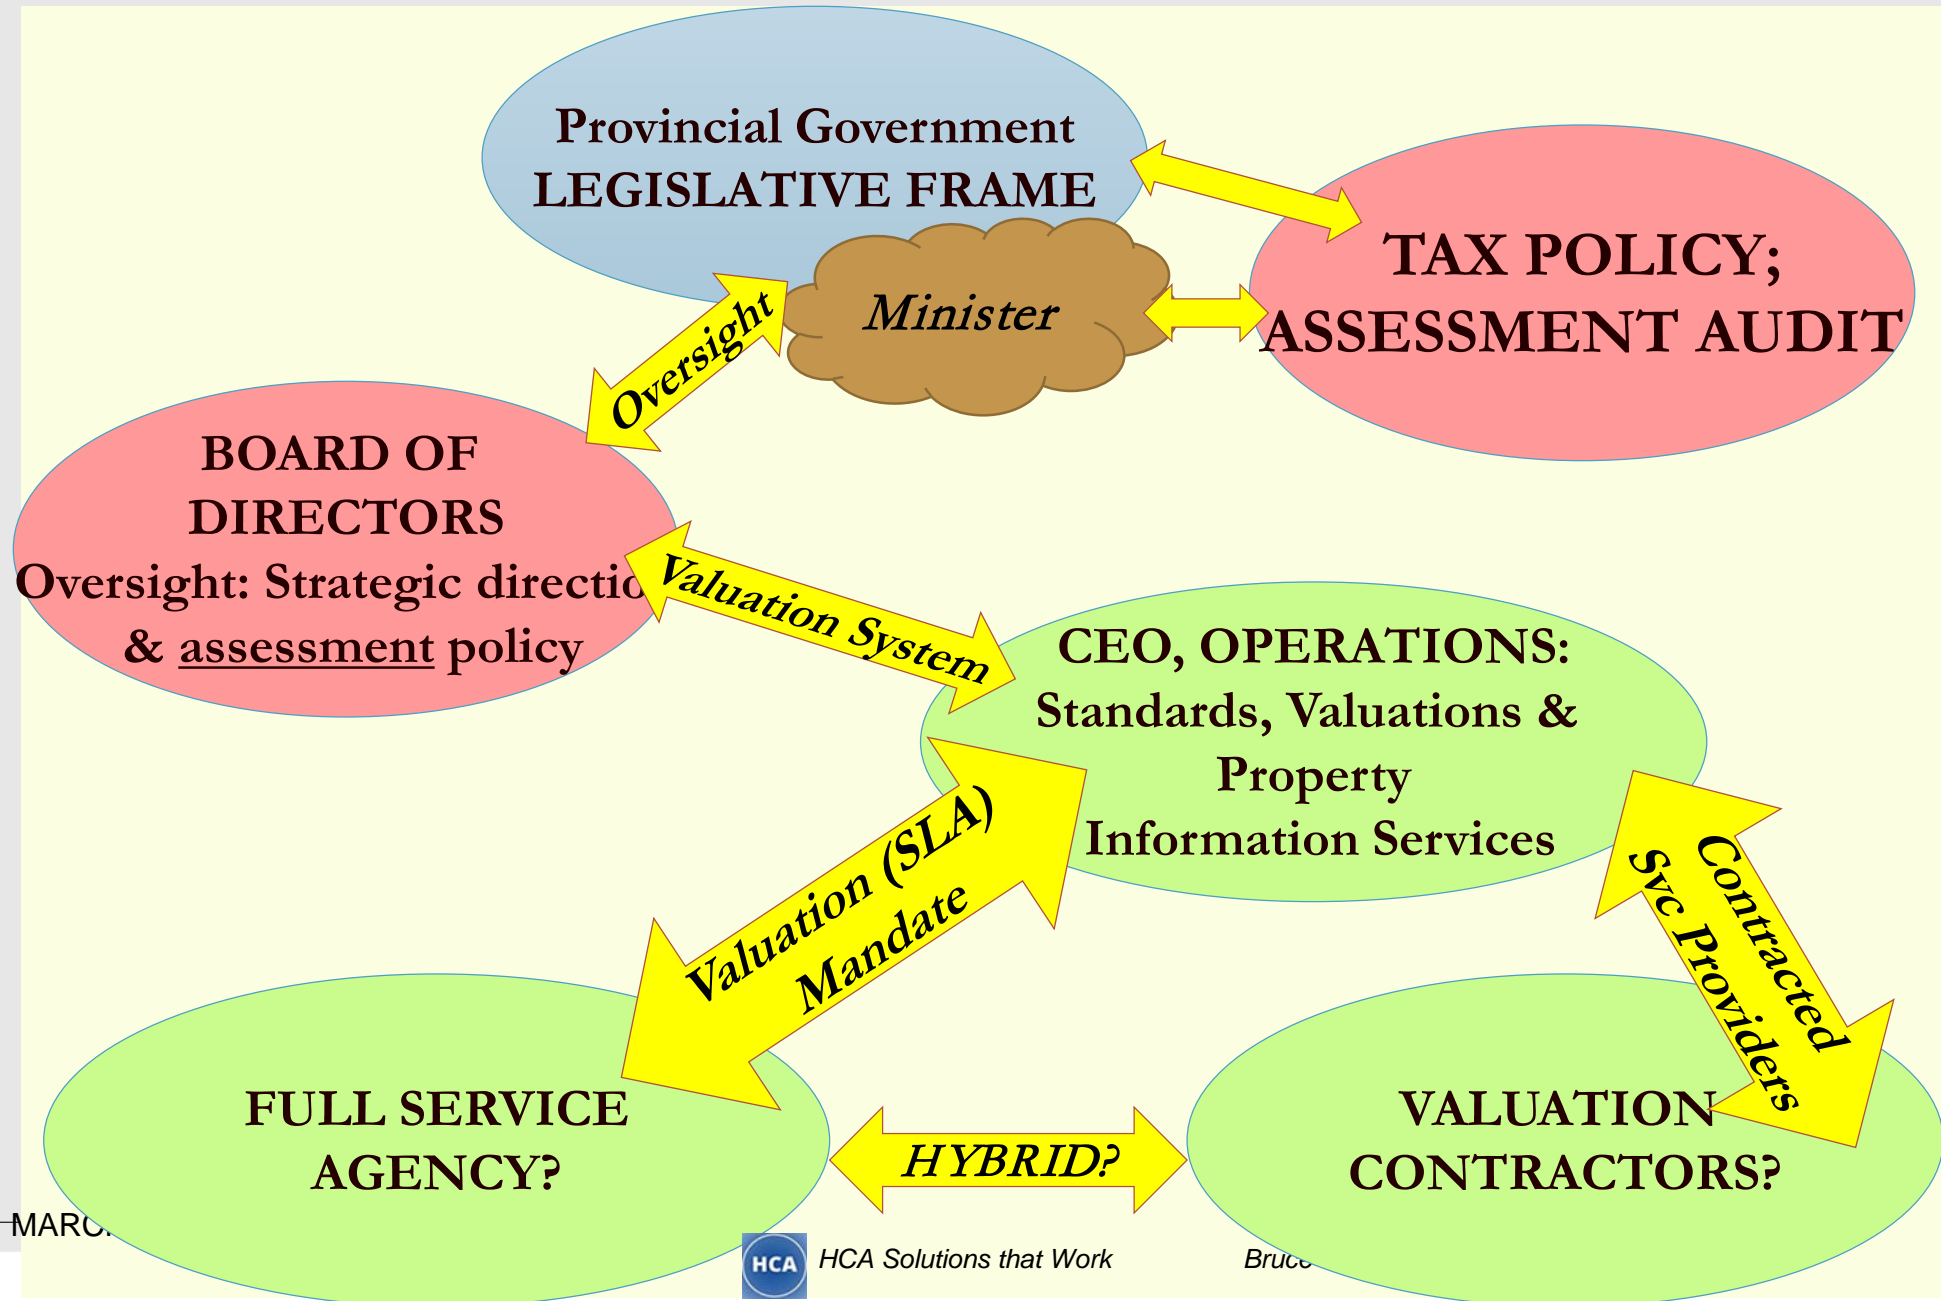 Provincial Government
LEGISLATIVE FRAME
Minister
TAX POLICY;
ASSESSMENT AUDIT
Oversight
BOARD OF
DIRECTORS
Oversight: Strategic directio
& assessment policy
Valuation System
CEO, OPERATIONS:
Standards, Valuations &
Property
Information Services
Valuation (SLA)
Mandate
Contracted
Svc Providers
FULL SERVICE
AGENCY?
HYBRID?
VALUATION
CONTRACTORS?
HCA
HCA Solutions that Work